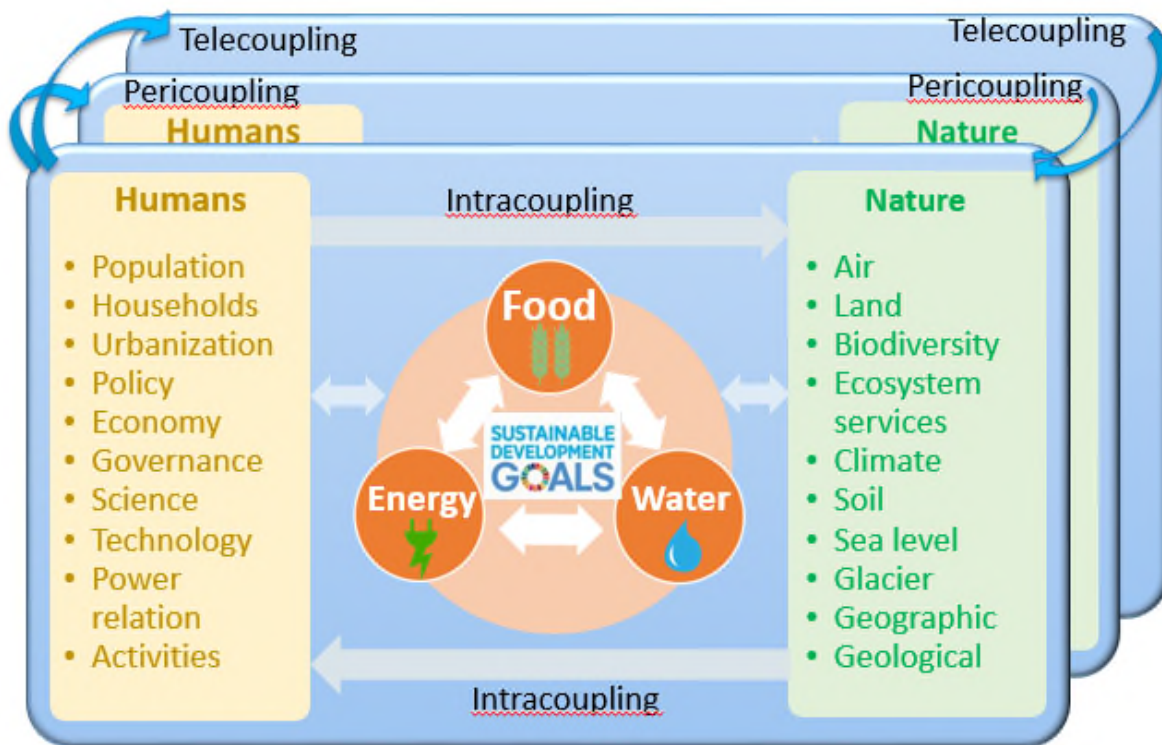 Telecoupling
Telecoupling
Pericoupling
Pericoupling
Humans
Nature
Humans
Intracoupling
Nature
• Population
• Households
• Urbanization
• Policy
• Economy
• Governance
• Science
• Technology
• Power
relation
• Activities
Food
SUSTAINABLE
DEVELOPMENT
GOALS
Energy
Water
• Air
• Land
• Biodiversity
• Ecosystem
services
• Climate
• Soil
• Sea level
• Glacier
• Geographic
• Geological
Intracoupling